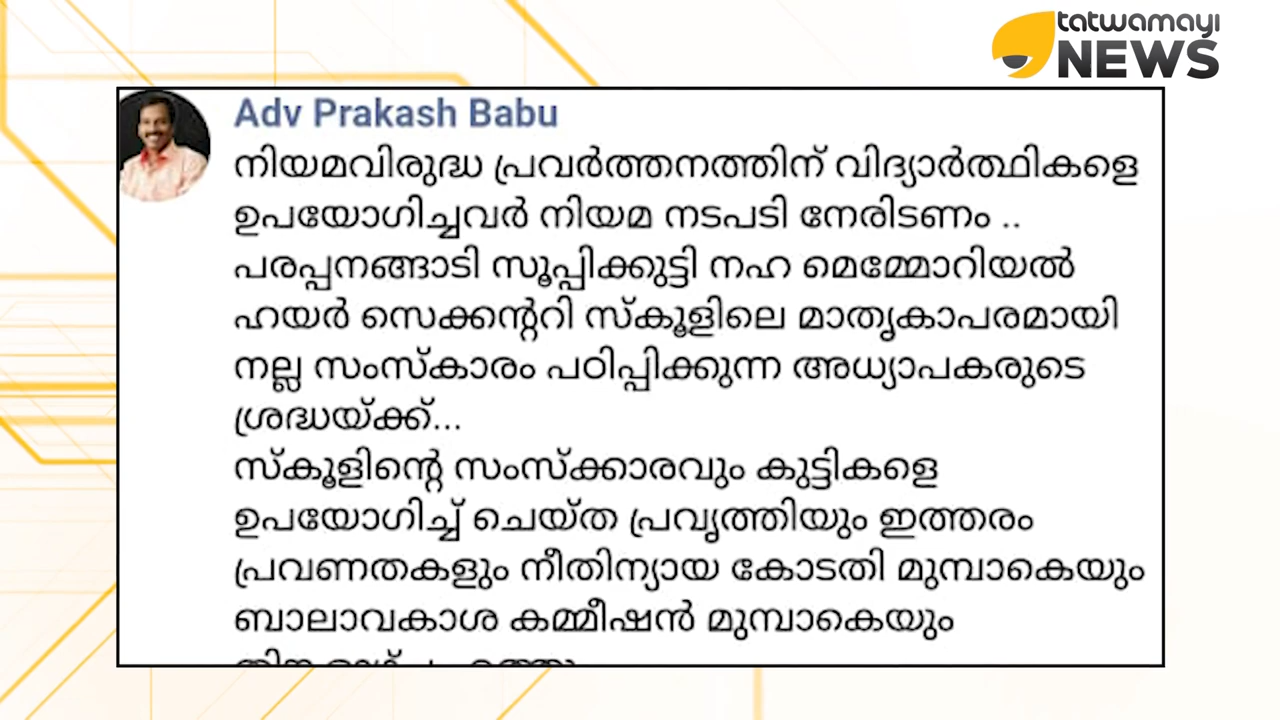 tatwamayi
NEWS
Adv Prakash Babu
നിയമവിരുദ്ധ പ്രവർത്തനത്തിന് വിദ്യാർത്ഥികളെ
ഉപയോഗിച്ചവർ നിയമ നടപടി നേരിടണം ..
പരപ്പനങ്ങാടി സൂപ്പിക്കുട്ടി നഹ മെമ്മോറിയൽ
ഹയർ സെക്കന്ററി സ്കൂളിലെ മാതൃകാപരമായി
നല്ല സംസ്കാരം പഠിപ്പിക്കുന്ന അധ്യാപകരുടെ
ശ്രദ്ധയ്ക്ക്...
സ്കൂളിന്റെ സംസ്ക്കാരവും കുട്ടികളെ
ഉപയോഗിച്ച് ചെയ്ത പ്രവൃത്തിയും ഇത്തരം
പ്രവണതകളും നീതിന്യായ കോടതി മുമ്പാകെയും
ബാലാവകാശ കമ്മീഷൻ മുമ്പാകെയും